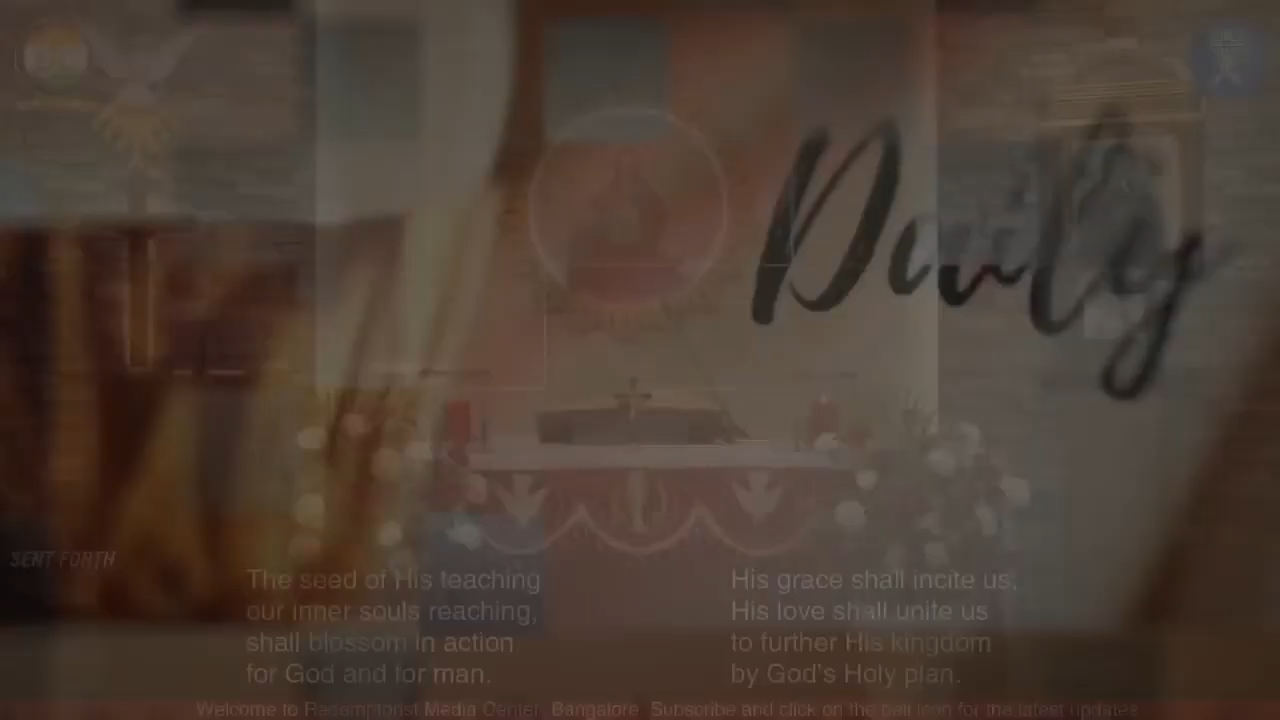 Daily
SENT FORTH
The seed of His teaching
our inner souls reaching,
shall blossom in action
for God and for man.
His grace shall incite us,
His love shall unite us
to further His kingdom
by God's Holy plan.
Welcome to Redemptorist Media Center, Bangalore. Subscribe and click on the bell icon for the latest updates